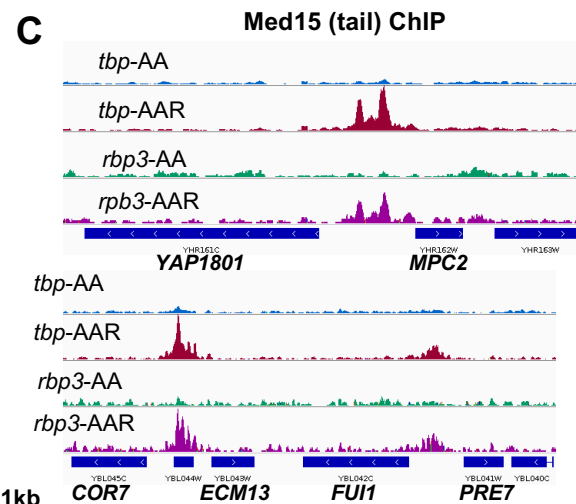 C
Med15 (tail) ChIP
tbp-AA
tbp-AAR
rbp3-AA
rpb3-AAR
YHR161C YHR162W YHR163W
YAP1801 MPC2
tbp-AA
tbp-AAR
rbp3-AA
rbp3-AAR
YBL045C YBL044W YBL043W YBL042C YBL041W YBL040C
1kb COR7 ECM13 FUI1 PRE7